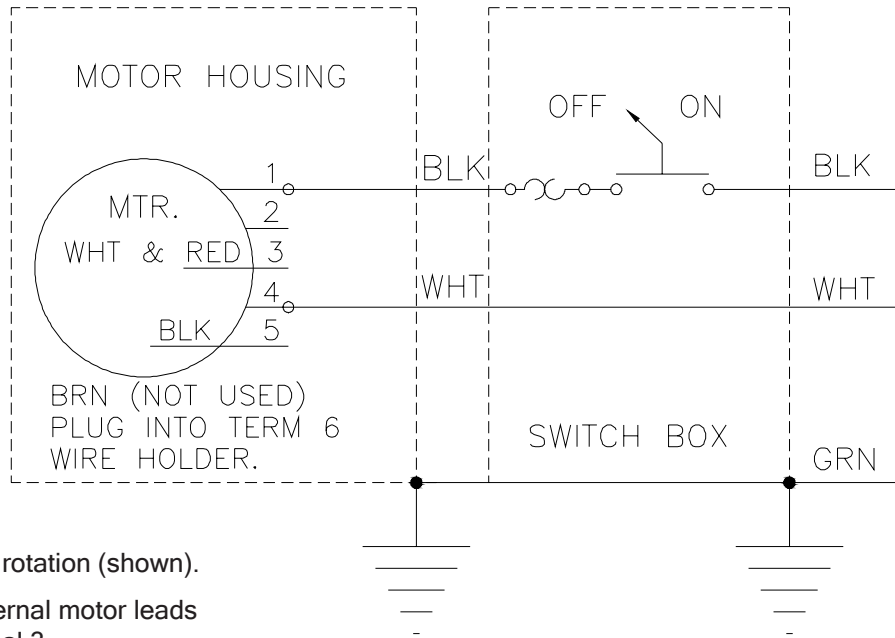 MOTOR HOUSING
OFF ON
1 BLK BLK
MTR. 2
WHT & RED 3
4 WHT WHT
BLK 5
BRN (NOT USED)
PLUG INTO TERM 6
WIRE HOLDER.
SWITCH BOX
GRN
rotation (shown).
ernal motor leads